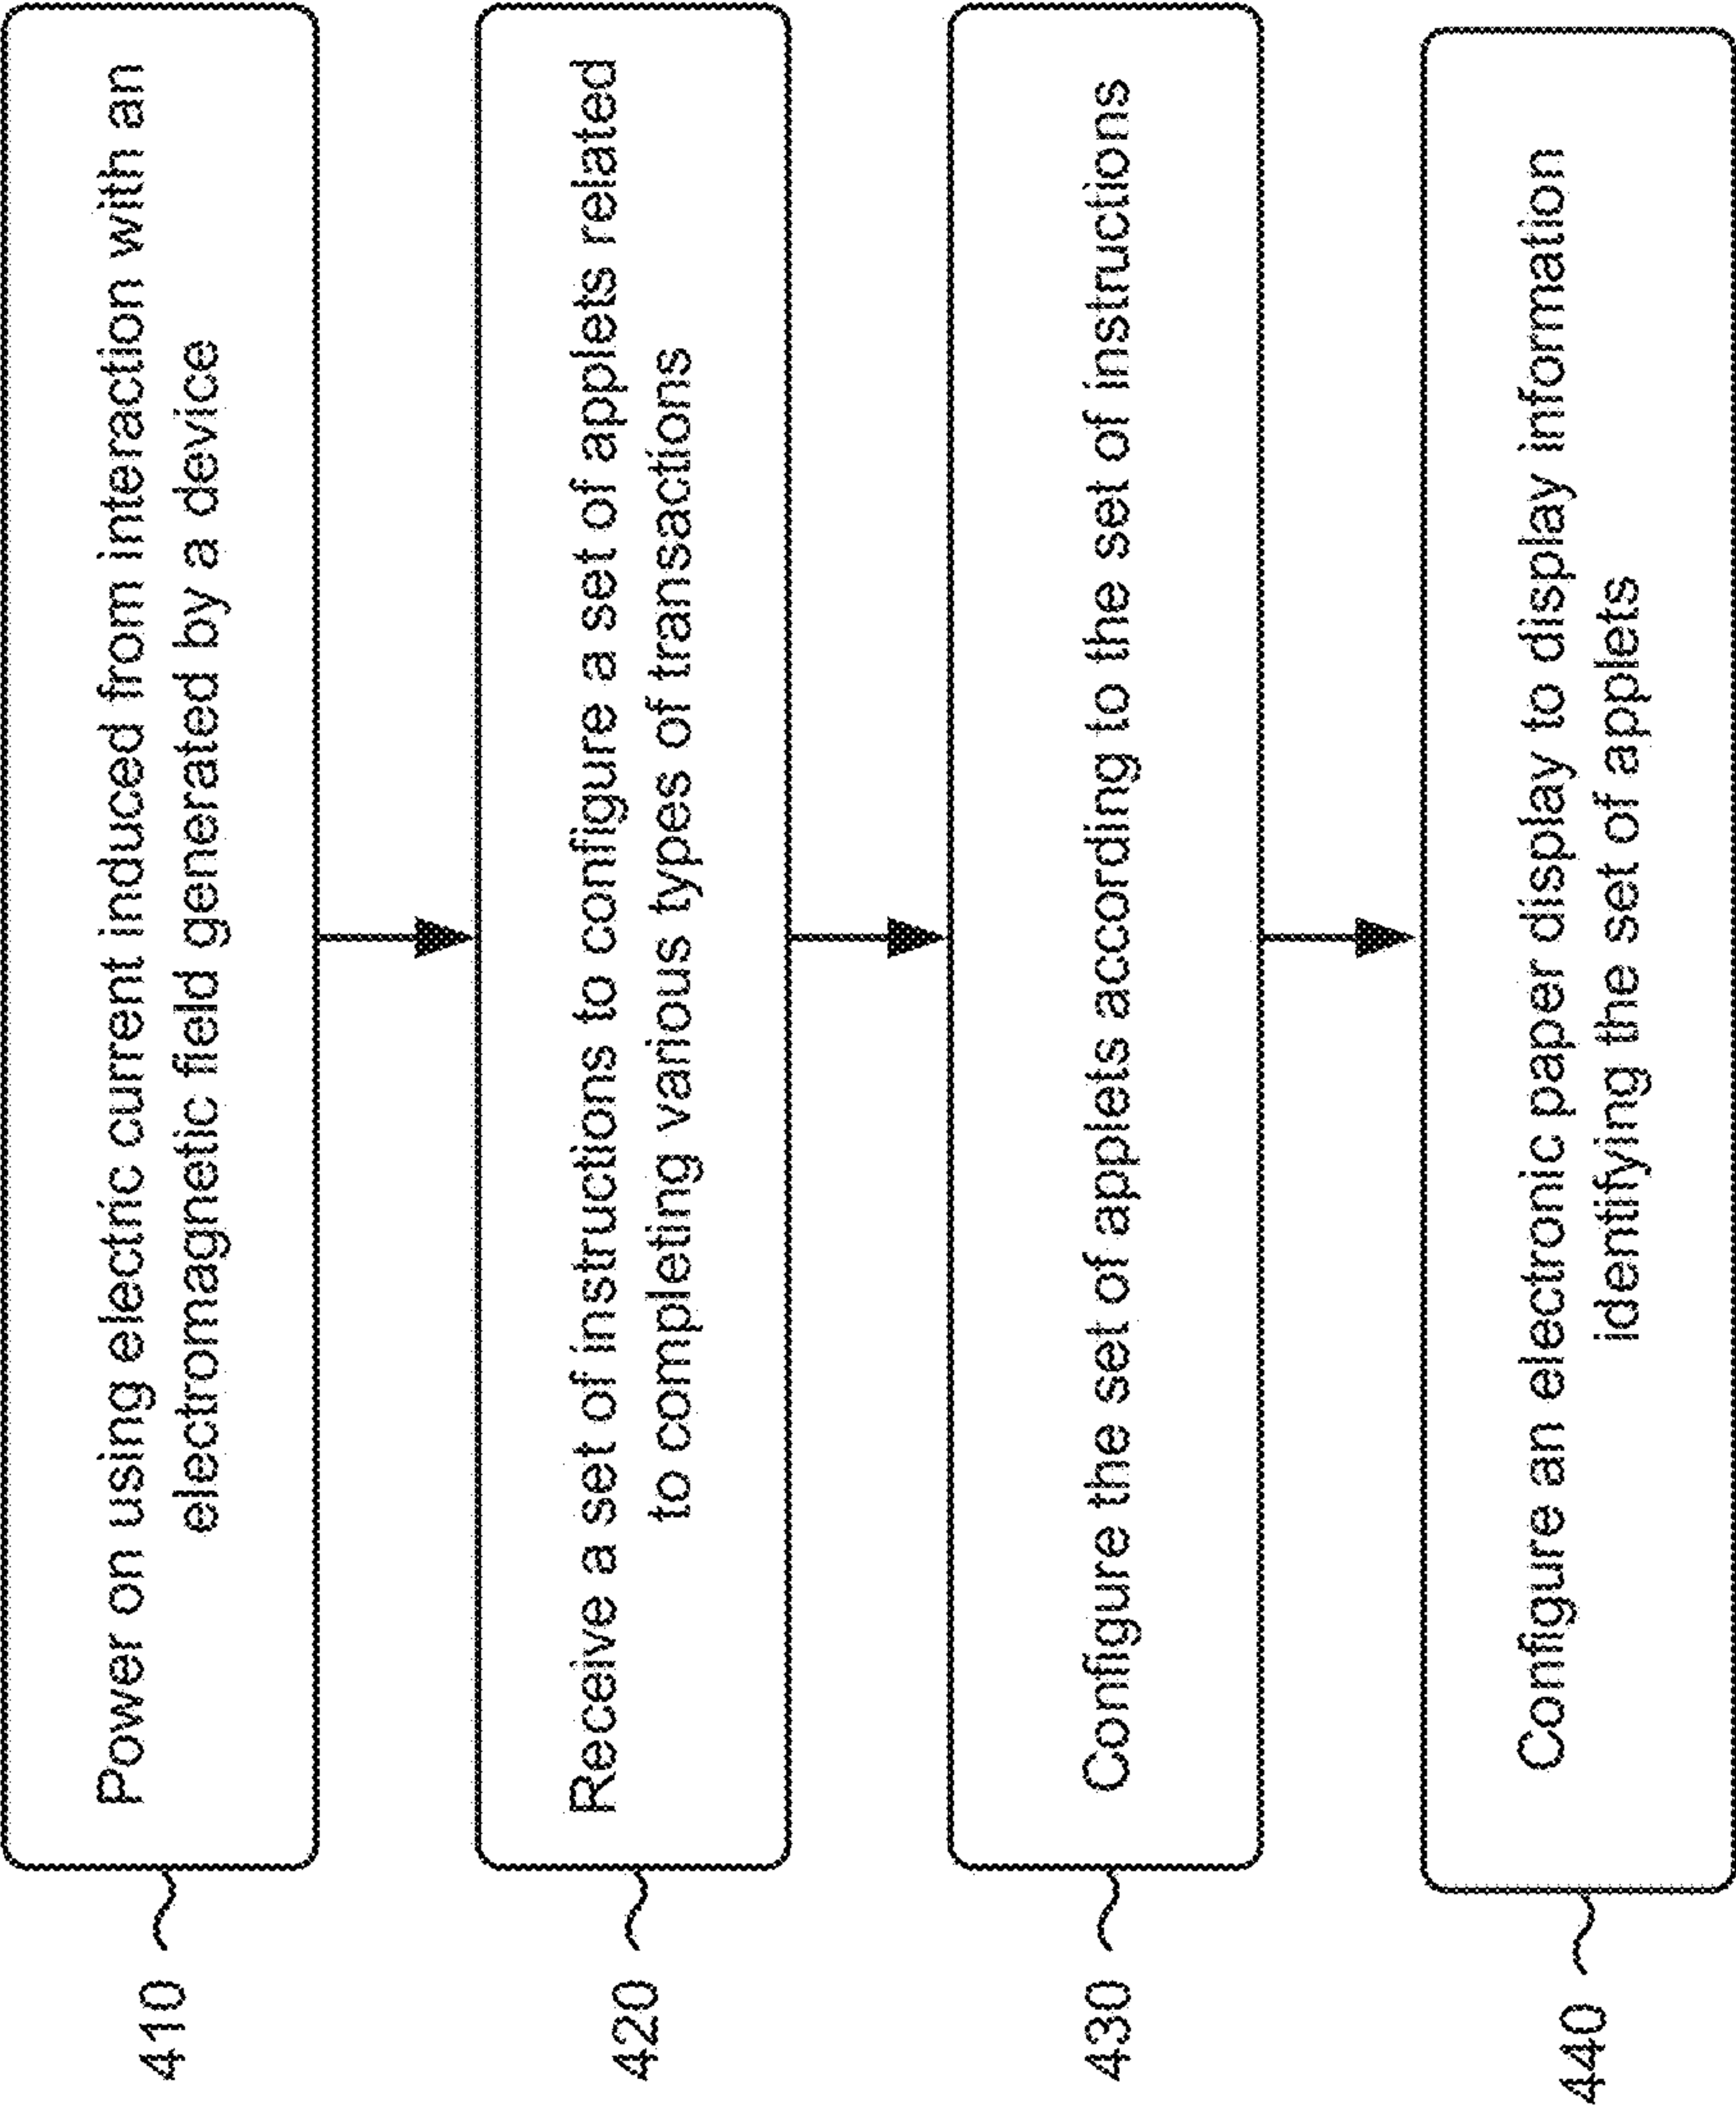 410
Power on using electric current induced from interaction with an
electromagnetic field generated by a device
420
Receive a set of instructions to configure a set of applets related
to completing various types of transactions
430
Configure the set of applets according to the set of instructions
440
Configure an electronic paper display to display information
identifying the set of applets